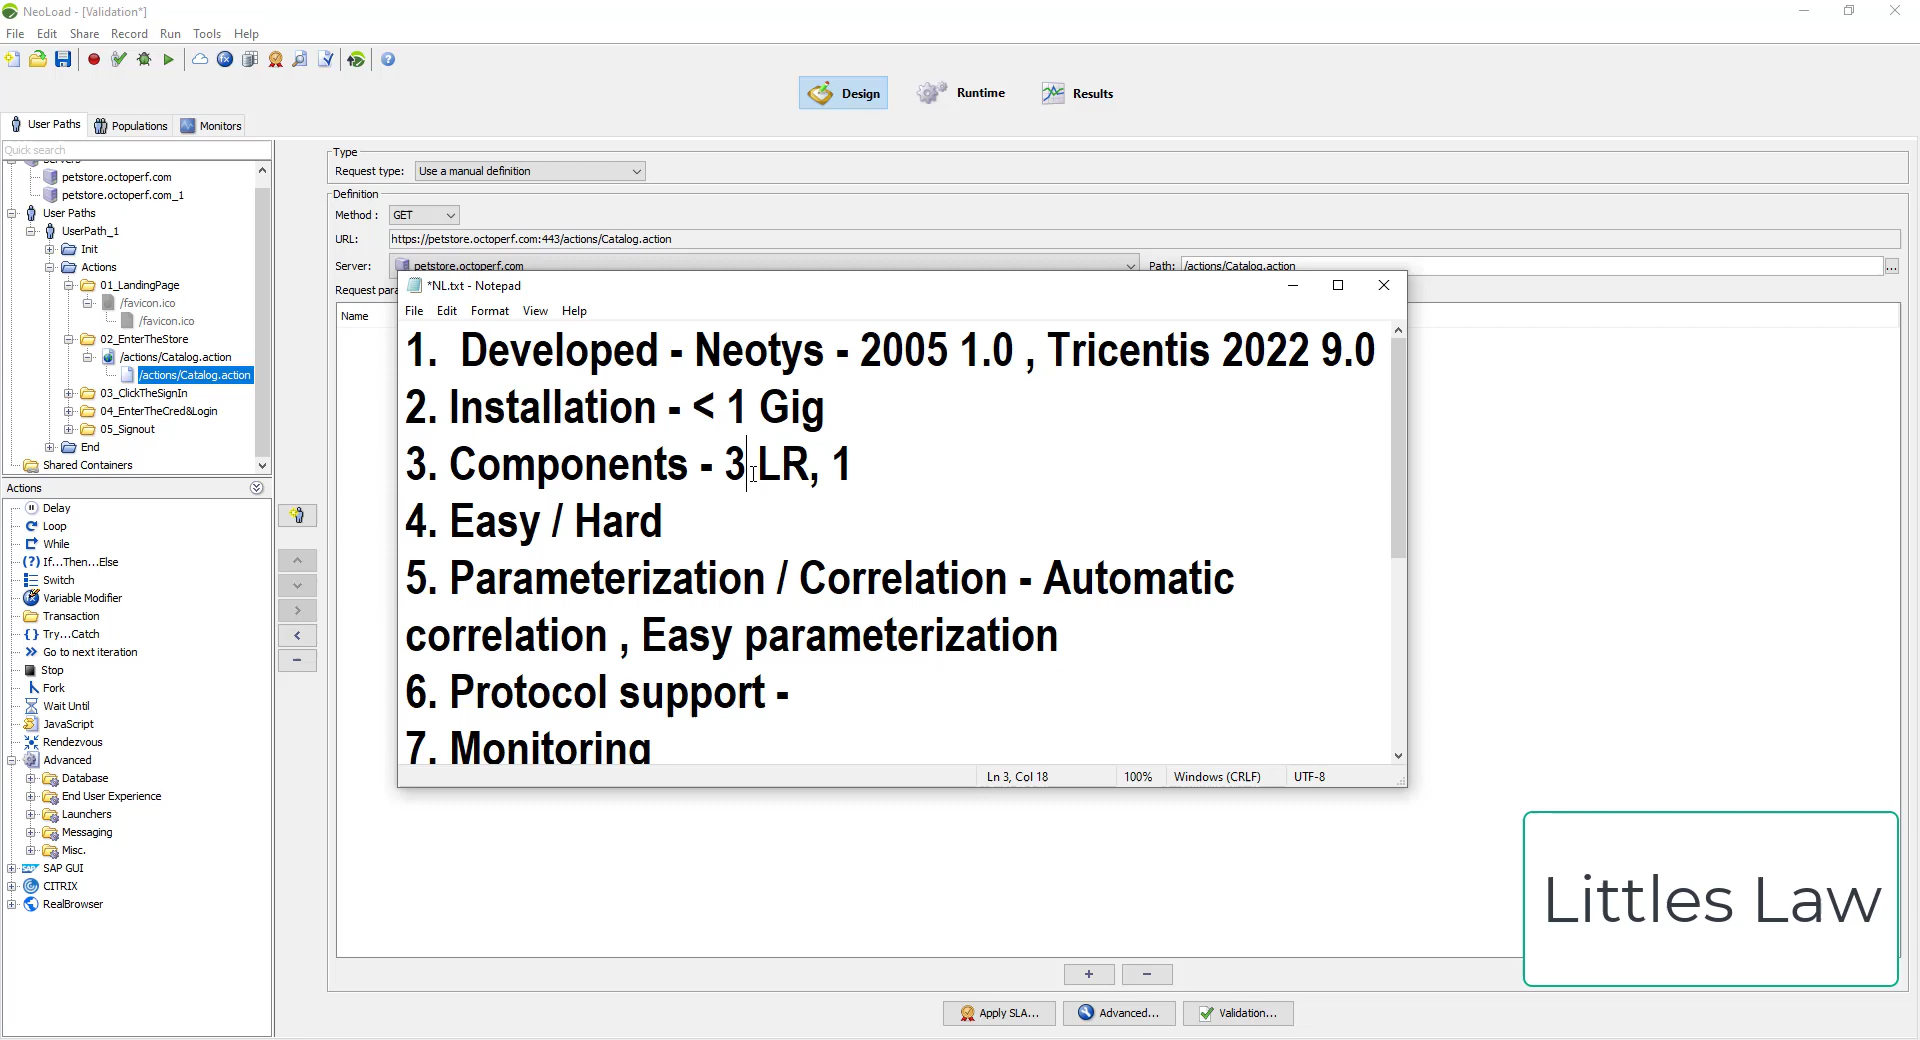 NeoLoad - [Validation*]
File Edit Share Record Run Tools Help
Design Runtime Results
User Paths Populations Monitors
Quick search
petstore.octoperf.com
petstore.octoperf.com_1
User Paths
UserPath_1
Init
Actions
01_LandingPage
/favicon.ico
/favicon.ico
02_EnterTheStore
/actions/Catalog.action
/actions/Catalog.action
03_ClickTheSignIn
04_EnterTheCred&Login
05_Signout
End
Shared Containers
Actions
Delay
Loop
While
If...Then...Else
Switch
Variable Modifier
Transaction
Try...Catch
Go to next iteration
Stop
Fork
Wait Until
JavaScript
Rendezvous
Advanced
Database
End User Experience
Launchers
Messaging
Misc.
SAP GUI
CITRIX
RealBrowser
Type
Request type: Use a manual definition
Definition
Method : GET
URL: https://petstore.octoperf.com:443/actions/Catalog.action
Server: petstore.octoperf.com Path: /actions/Catalog.action ...
Request para
Name
*NL.txt - Notepad
File Edit Format View Help
1. Developed - Neotys - 2005 1.0 , Tricentis 2022 9.0
2. Installation - < 1 Gig
3. Components - 3 LR, 1
4. Easy / Hard
5. Parameterization / Correlation - Automatic
correlation , Easy parameterization
6. Protocol support -
7. Monitoring
Ln 3, Col 18 100% Windows (CRLF) UTF-8
Littles Law
+ -
Apply SLA... Advanced... Validation...